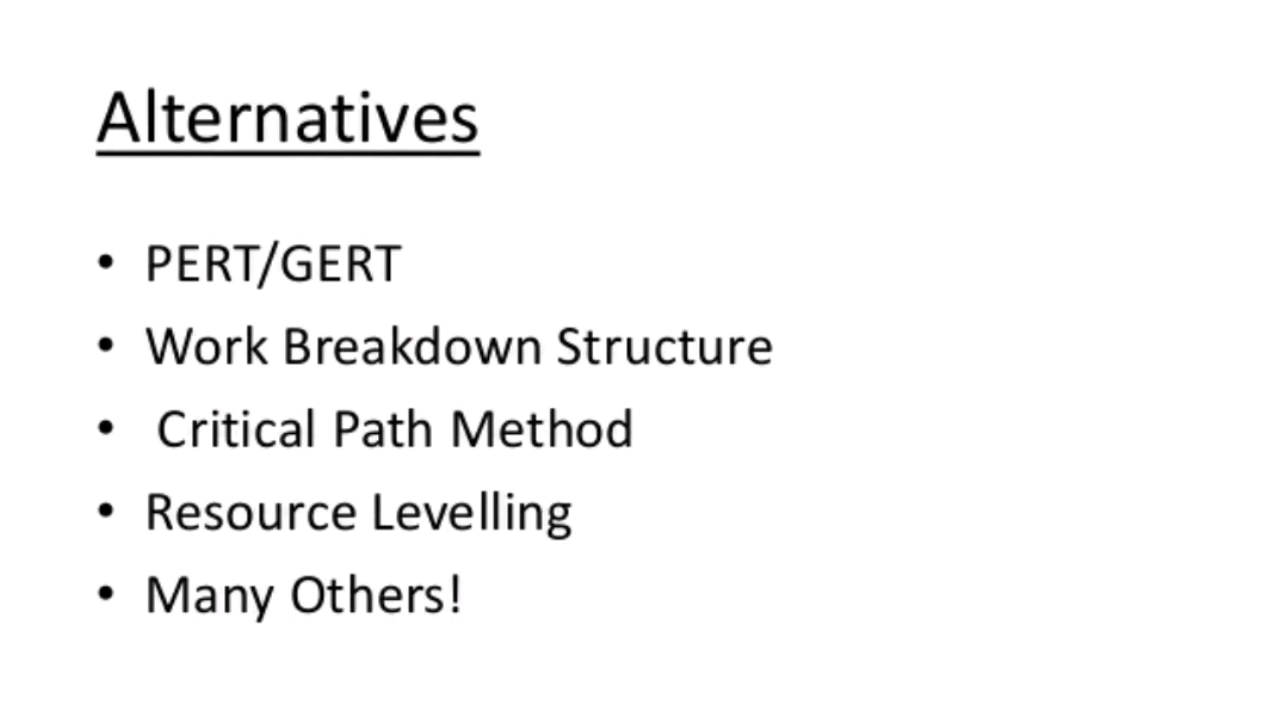 Alternatives
• PERT/GERT
• Work Breakdown Structure
• Critical Path Method
• Resource Levelling
• Many Others!